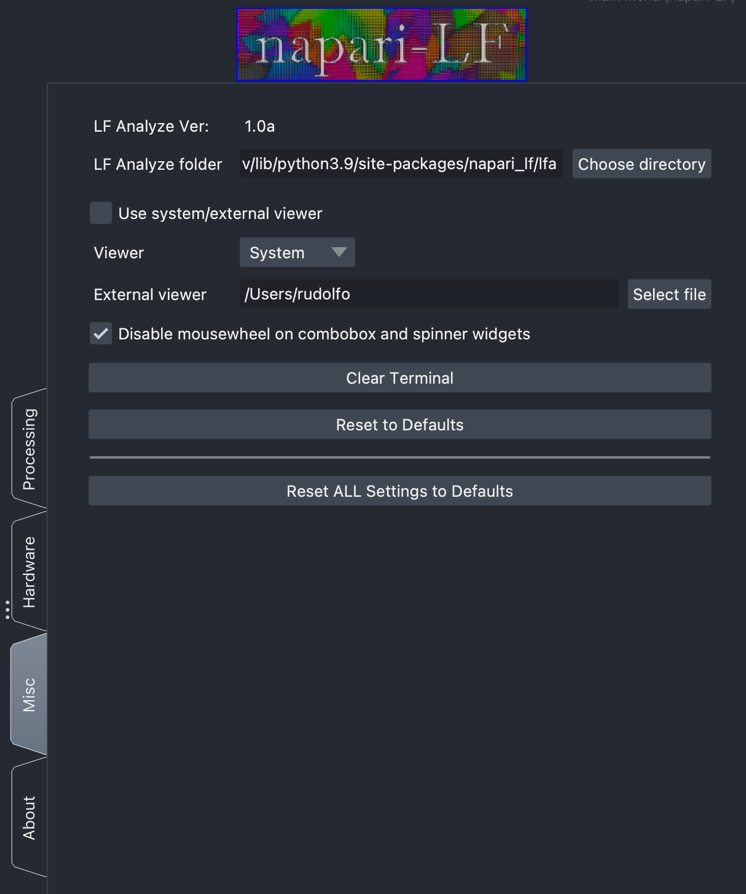 napari-LF
LF Analyze Ver: 1.0a
LF Analyze folder v/lib/python3.9/site-packages/napari_lf/lfa Choose directory
Use system/external viewer
Viewer System
External viewer /Users/rudolfo Select file
Disable mousewheel on combobox and spinner widgets
Clear Terminal
Reset to Defaults
Reset ALL Settings to Defaults
Processing
Hardware
Misc
About